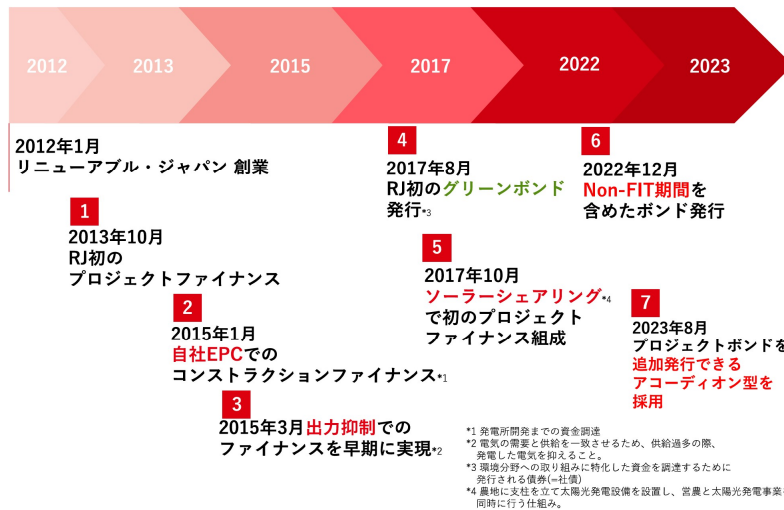 2012
2013
2015
2017
2022
2023
2012年1月
リニューアブル・ジャパン 創業
1
2013年10月
RJ初の
プロジェクトファイナンス
2
2015年1月
自社EPCでの
コンストラクションファイナンス*1
3
2015年3月出力抑制での
ファイナンスを早期に実現*2
4
2017年8月
RJ初のグリーンボンド
発行*3
5
2017年10月
ソーラーシェアリング*4
で初のプロジェクト
ファイナンス組成
6
2022年12月
Non-FIT期間を
含めたボンド発行
7
2023年8月
プロジェクトボンドを
追加発行できる
アコーディオン型を
採用
*1 発電所開発までの資金調達
*2 電気の需要と供給を一致させるため、供給過多の際、
発電した電気を抑えること。
*3 環境分野への取り組みに特化した資金を調達するために
発行される債券(=社債)
*4 農地に支柱を立て太陽光発電設備を設置し、営農と太陽光発電事業
同時に行う仕組み。